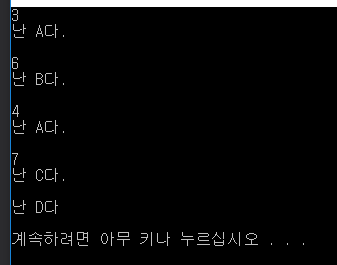 3
난 A다.
6
난 B다.
4
난 A다.
7
난 C다.
난 D다
계속하려면 아무 키나 누르십시오 . . .